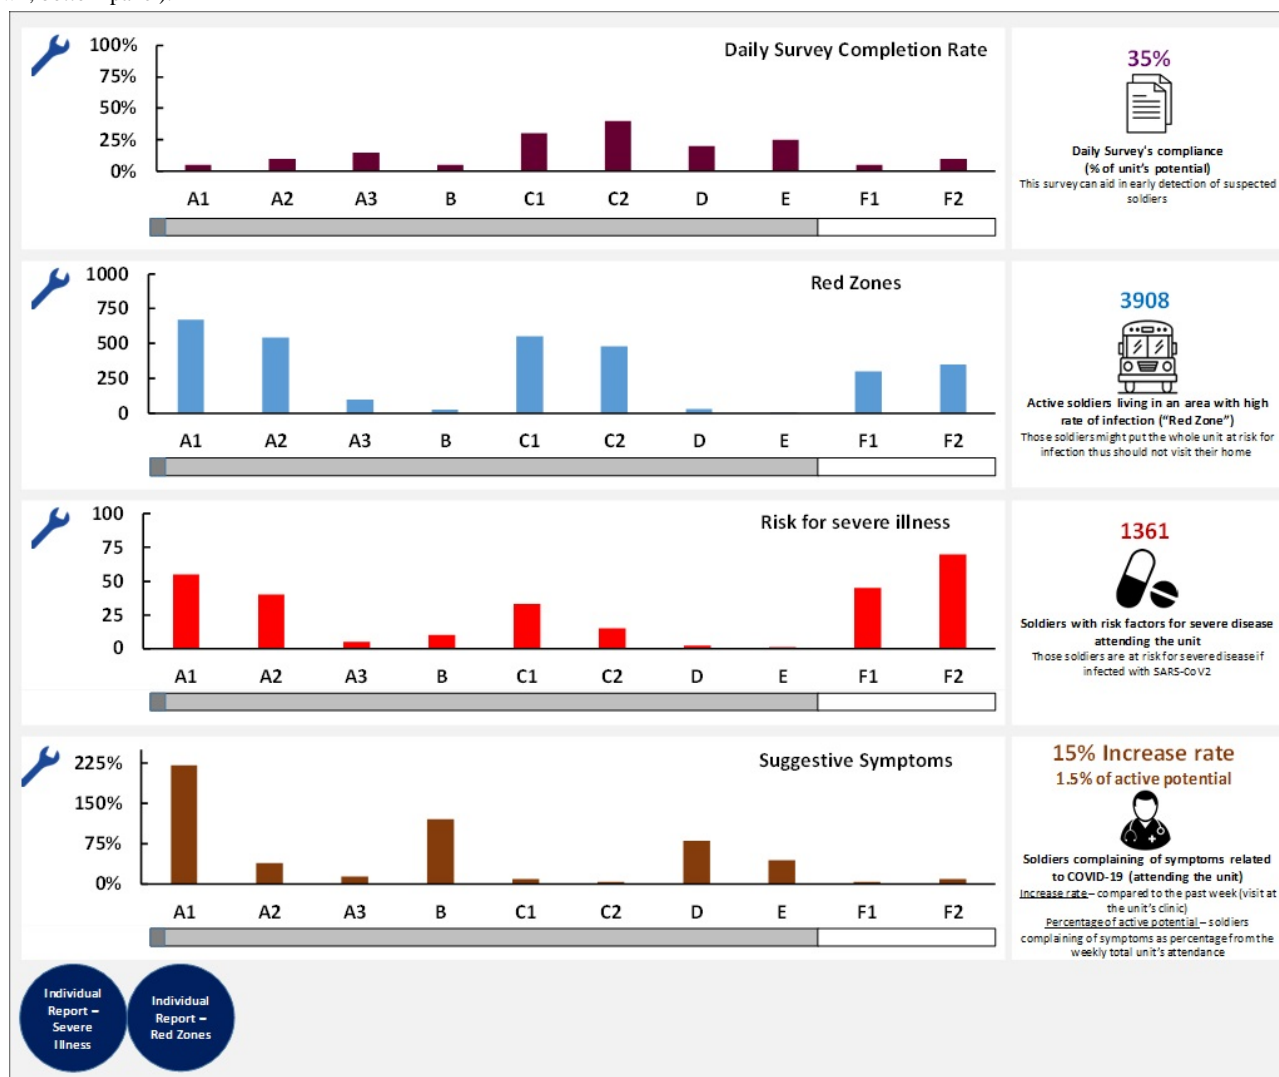 100%
Daily Survey Completion Rate
75%
50%
25%
0%
A1 A2 A3 B C1 C2 D E F1 F2
35%
Daily Survey's compliance
(% of unit's potential)
This survey can aid in early detection of suspected
soldiers
1000
Red Zones
750
500
250
0
A1 A2 A3 B C1 C2 D E F1 F2
3908
Active soldiers living in an area with high
rate of infection ("Red Zone")
Those soldiers might put the whole unit at risk for
infection thus should not visit their home
100
Risk for severe illness
75
50
25
0
A1 A2 A3 B C1 C2 D E F1 F2
1361
Soldiers with risk factors for severe disease
attending the unit
Those soldiers are at risk for severe disease if
infected with SARS-CoV2
225%
Suggestive Symptoms
150%
75%
0%
A1 A2 A3 B C1 C2 D E F1 F2
15% Increase rate
1.5% of active potential
Soldiers complaining of symptoms related
to COVID-19 (attending the unit)
Increase rate – compared to the past week (visit at
the unit's clinic)
Percentage of active potential – soldiers
complaining of symptoms as percentage from the
weekly total unit's attendance
Individual
Report –
Severe
Illness
Individual
Report –
Red Zones